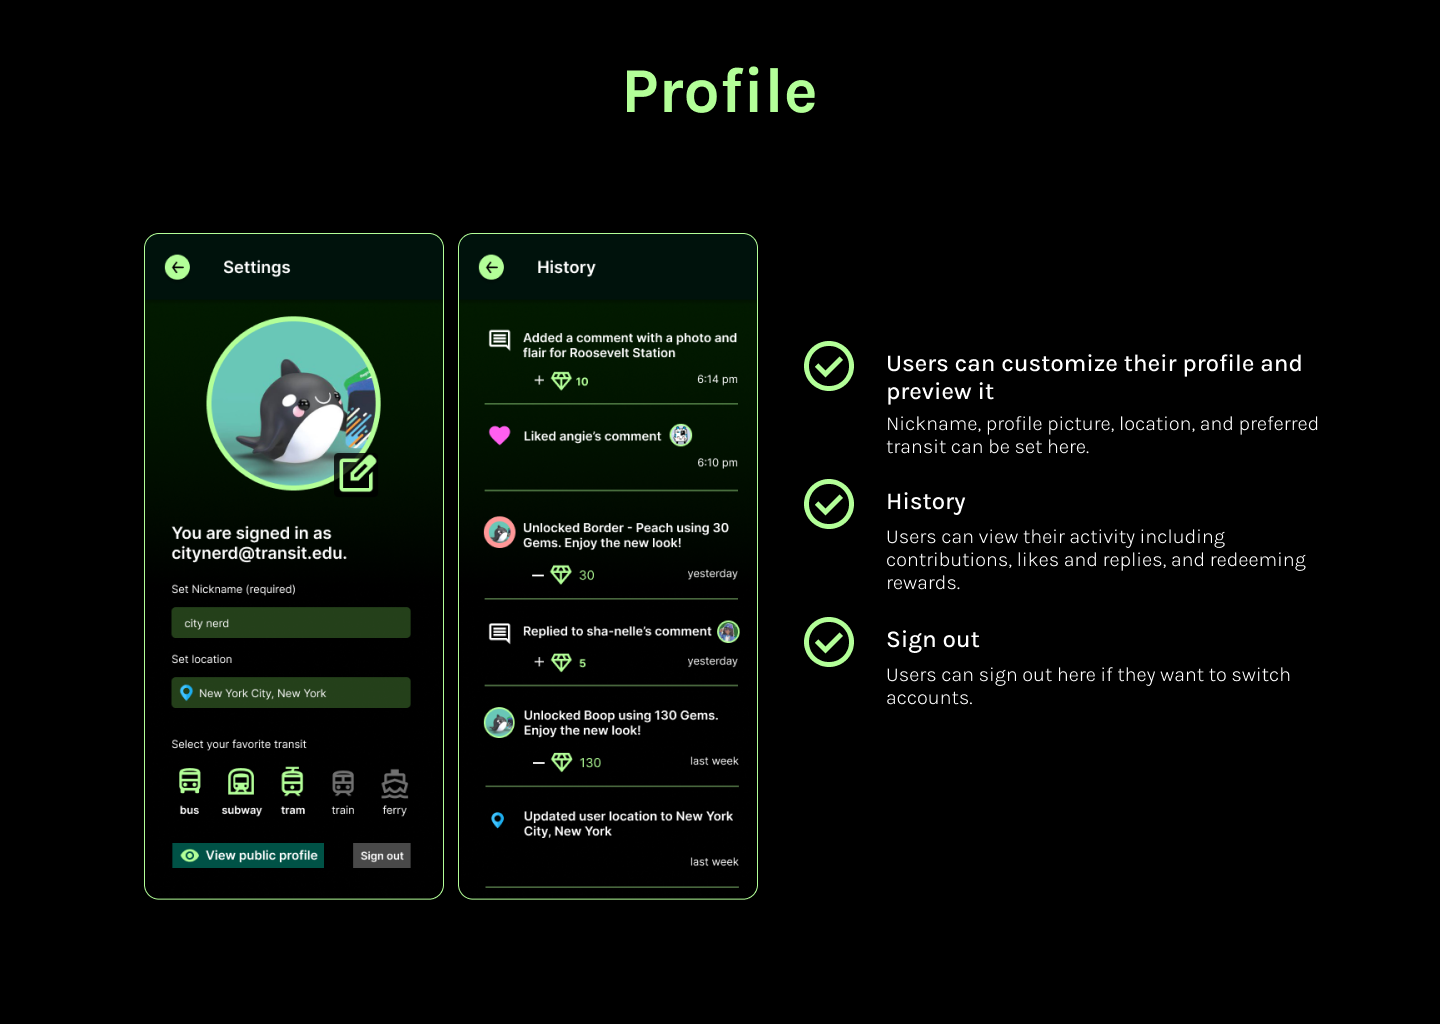 Profile
Settings
You are signed in as
citynerd@transit.edu.
Set Nickname (required)
city nerd
Set location
New York City, New York
Select your favorite transit
bus subway tram train ferry
View public profile Sign out
History
Added a comment with a photo and
flair for Roosevelt Station
+ 10 6:14 pm
Liked angie's comment
6:10 pm
Unlocked Border - Peach using 30
Gems. Enjoy the new look!
– 30 yesterday
Replied to sha-nelle's comment
+ 5 yesterday
Unlocked Boop using 130 Gems.
Enjoy the new look!
– 130 last week
Updated user location to New York
City, New York
last week
Users can customize their profile and
preview it
Nickname, profile picture, location, and preferred
transit can be set here.
History
Users can view their activity including
contributions, likes and replies, and redeeming
rewards.
Sign out
Users can sign out here if they want to switch
accounts.